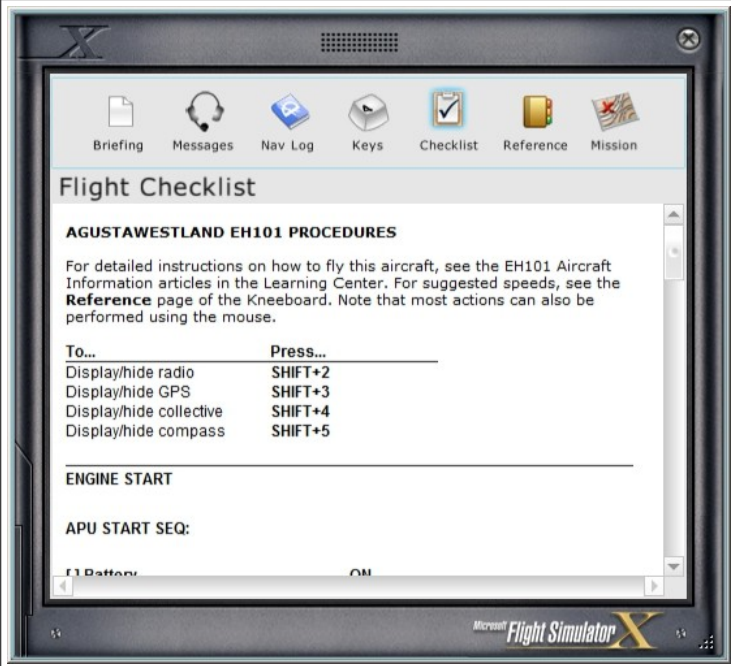 X
Briefing Messages Nav Log Keys Checklist Reference Mission
Flight Checklist
AGUSTAWESTLAND EH101 PROCEDURES
For detailed instructions on how to fly this aircraft, see the EH101 Aircraft
Information articles in the Learning Center. For suggested speeds, see the
Reference page of the Kneeboard. Note that most actions can also be
performed using the mouse.
To... Press...
Display/hide radio SHIFT+2
Display/hide GPS SHIFT+3
Display/hide collective SHIFT+4
Display/hide compass SHIFT+5
ENGINE START
APU START SEQ:
[ ] Battery ON
Microsoft Flight Simulator X